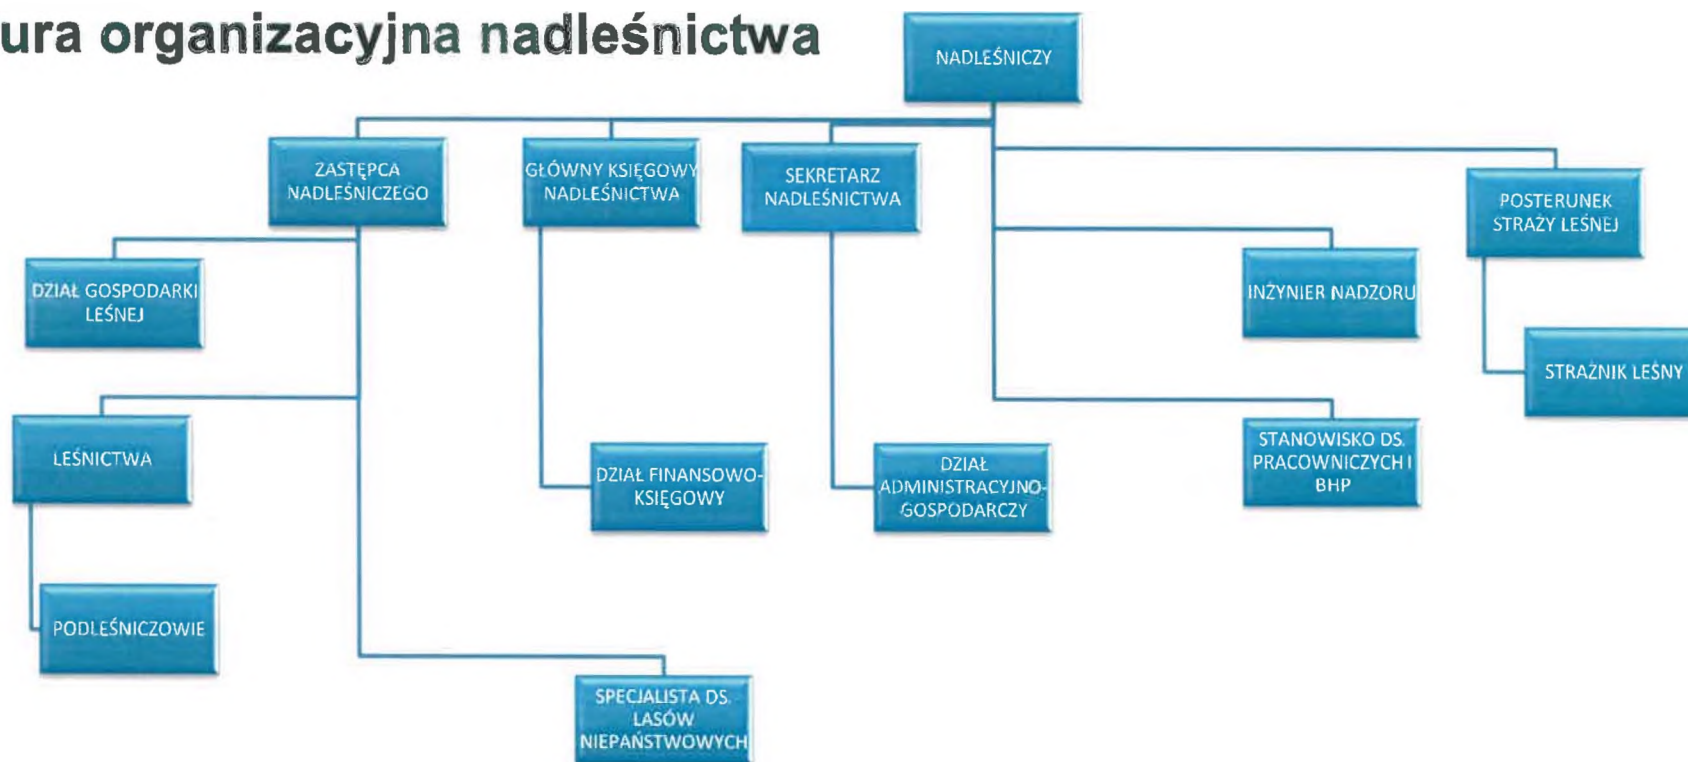 ura organizacyjna nadleśnictwa
NADLEŚNICZY
ZASTĘPCA
NADLEŚNICZEGO
GŁÓWNY KSIĘGOWY
NADLEŚNICTWA
SEKRETARZ
NADLEŚNICTWA
POSTERUNEK
STRAŻY LEŚNEJ
DZIAŁ GOSPODARKI
LEŚNEJ
INŻYNIER NADZORU
STRAŻNIK LEŚNY
LEŚNICTWA
DZIAŁ FINANSOWO-
KSIĘGOWY
DZIAŁ
ADMINISTRACYJNO-
GOSPODARCZY
STANOWISKO DS.
PRACOWNICZYCH I
BHP
PODLEŚNICZOWIE
SPECJALISTA DS.
LASÓW
NIEPAŃSTWOWYCH